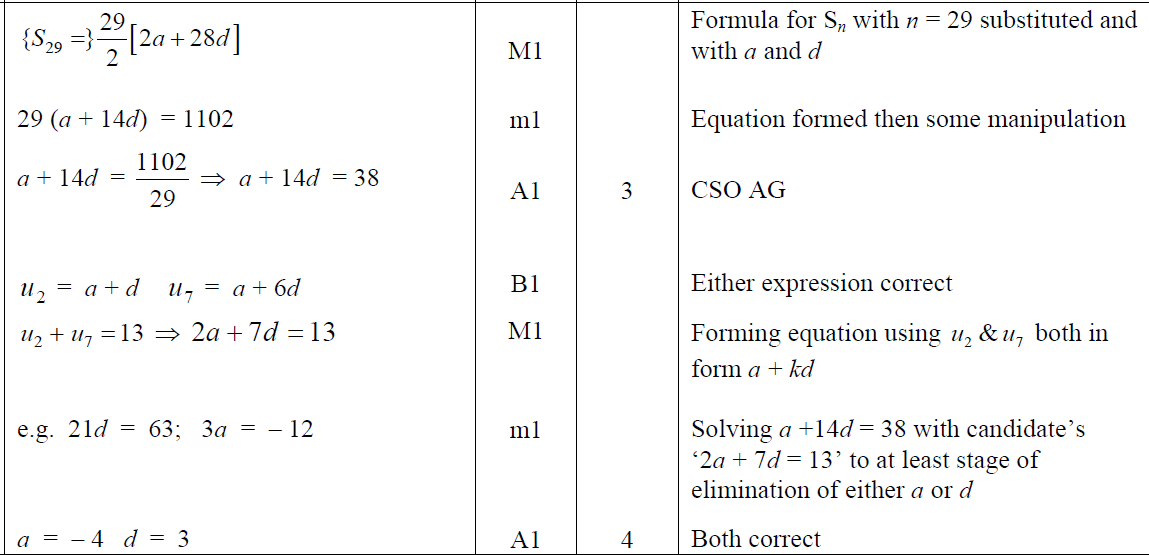 {S₂₉ =} 29/2 [2a + 28d]
M1
Formula for Sₙ with n = 29 substituted and
with a and d
29 (a + 14d) = 1102
m1
Equation formed then some manipulation
a + 14d = 1102/29 ⇒ a + 14d = 38
A1
3
CSO AG
u₂ = a + d u₇ = a + 6d
B1
Either expression correct
u₂ + u₇ = 13 ⇒ 2a + 7d = 13
M1
Forming equation using u₂ & u₇ both in
form a + kd
e.g. 21d = 63; 3a = − 12
m1
Solving a +14d = 38 with candidate’s
‘2a + 7d = 13’ to at least stage of
elimination of either a or d
a = − 4 d = 3
A1
4
Both correct